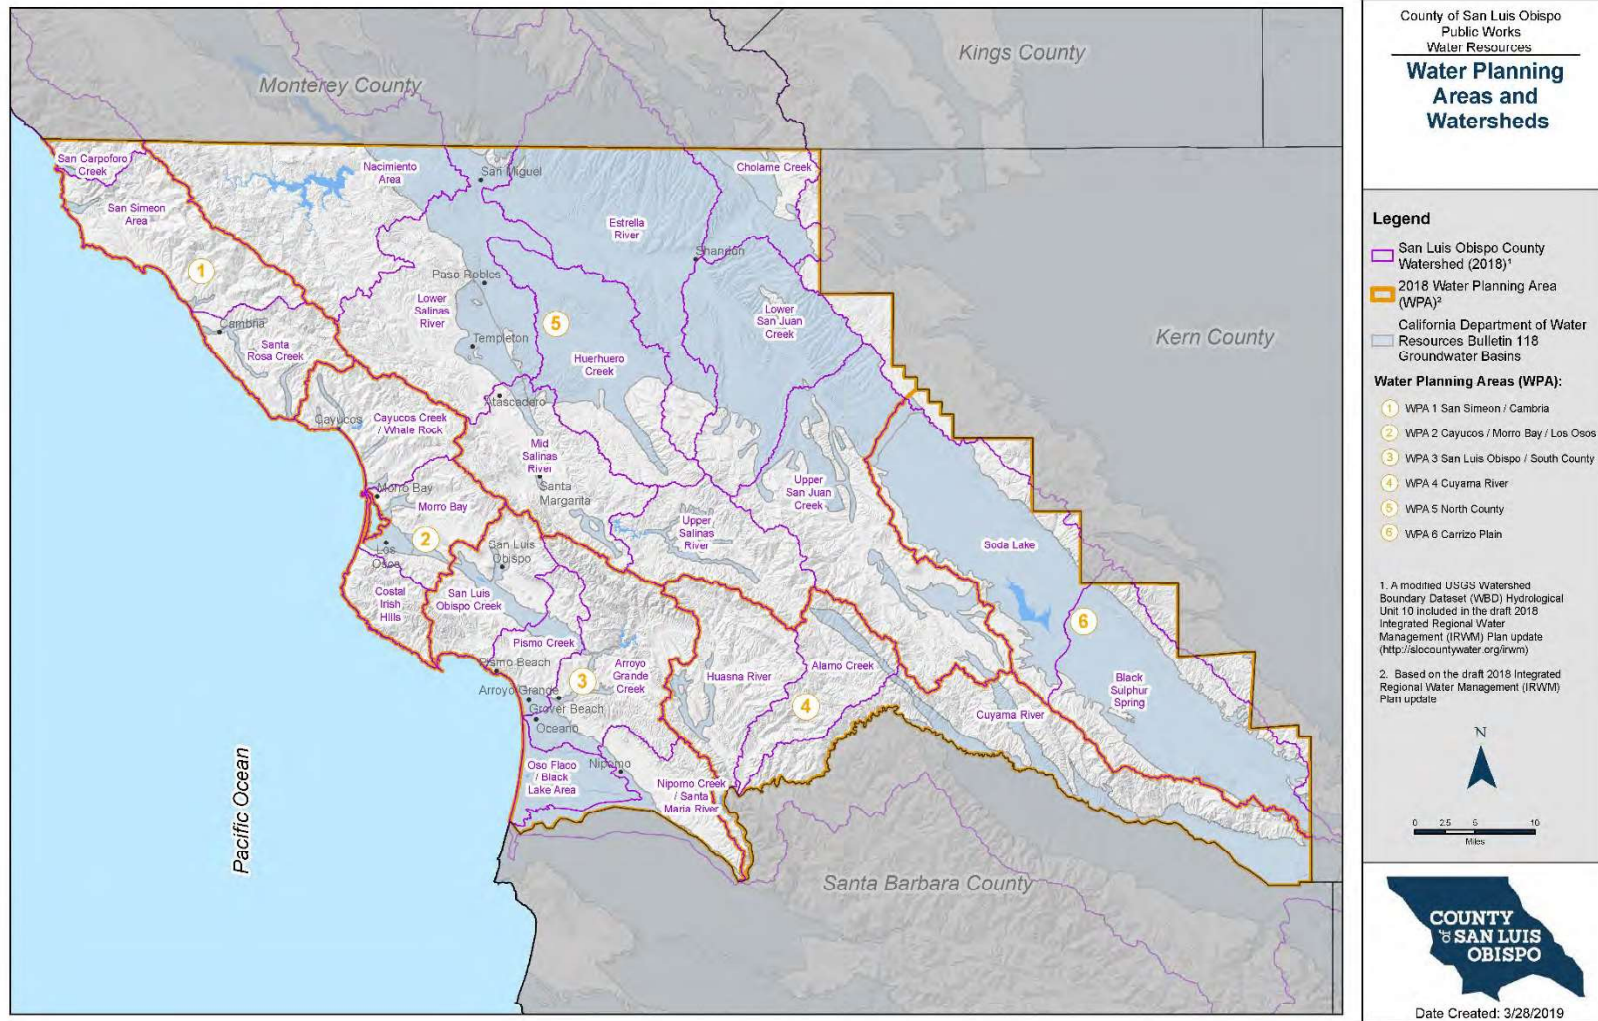 County of San Luis Obispo
Public Works
Water Resources
Water Planning
Areas and
Watersheds
Legend
San Luis Obispo County
Watershed (2018)¹
2018 Water Planning Area
(WPA)²
California Department of Water
Resources Bulletin 118
Groundwater Basins
Water Planning Areas (WPA):
1 WPA 1 San Simeon / Cambria
2 WPA 2 Cayucos / Morro Bay / Los Osos
3 WPA 3 San Luis Obispo / South County
4 WPA 4 Cuyama River
5 WPA 5 North County
6 WPA 6 Carrizo Plain
1. A modified USGS Watershed
Boundary Dataset (WBD) Hydrological
Unit 10 included in the draft 2018
Integrated Regional Water
Management (IRWM) Plan update
(http://slocountywater.org/irwm)
2. Based on the draft 2018 Integrated
Regional Water Management (IRWM)
Plan update
N
0 2.5 5 10
Miles
COUNTY
of SAN LUIS
OBISPO
Date Created: 3/28/2019
Kings County
Monterey County
Kern County
Santa Barbara County
Pacific Ocean
San Carpoforo
Creek
San Simeon
Area
1
Nacimiento
Area
San Miguel
Cholame Creek
Estrella
River
Shandon
Paso Robles
Lower
Salinas
River
5
Lower
San Juan
Creek
Cambria
Santa
Rosa Creek
Templeton
Huerhuero
Creek
Atascadero
Cayucos
Cayucos Creek
/ Whale Rock
Mid
Salinas
River
Santa
Margarita
Upper
San Juan
Creek
Morro Bay
Morro Bay
2
Upper
Salinas
River
Soda Lake
Los
Osos
San Luis
Obispo
Costal
Irish
Hills
San Luis
Obispo Creek
6
Pismo Creek
Pismo Beach
3
Arroyo
Grande
Creek
Huasna River
Alamo Creek
Black
Sulphur
Spring
Arroyo Grande
Grover Beach
Oceano
4
Cuyama River
Oso Flaco
/ Black
Lake Area
Nipomo
Nipomo Creek
/ Santa
Maria River